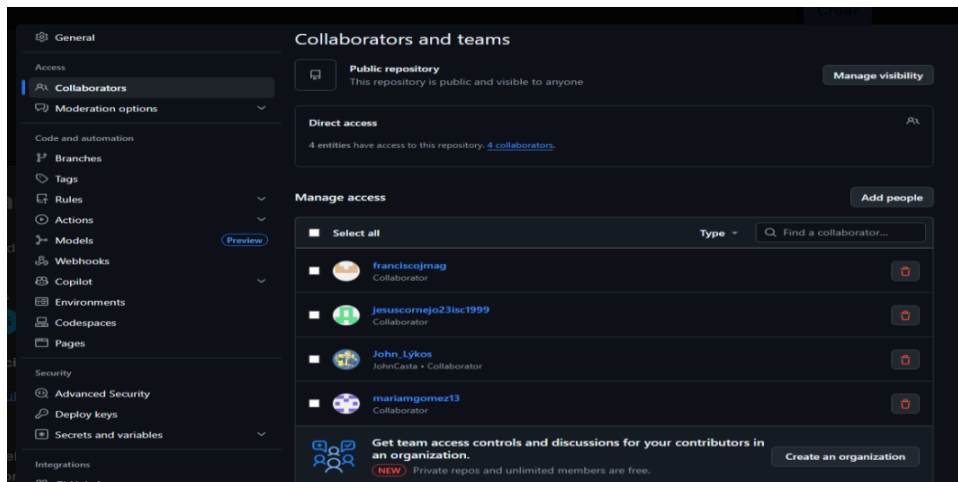 General
Access
Collaborators
Moderation options
Code and automation
Branches
Tags
Rules
Actions
Models
Preview
Webhooks
Copilot
Environments
Codespaces
Pages
Security
Advanced Security
Deploy keys
Secrets and variables
Integrations
Collaborators and teams
Public repository
This repository is public and visible to anyone
Manage visibility
Direct access
4 entities have access to this repository. 4 collaborators.
Manage access
Add people
Select all
Type
Find a collaborator...
franciscojmag
Collaborator
jesuscornejo23isc1999
Collaborator
John_Lýkos
JohnCasta • Collaborator
mariamgomez13
Collaborator
Get team access controls and discussions for your contributors in
an organization.
NEW Private repos and unlimited members are free.
Create an organization